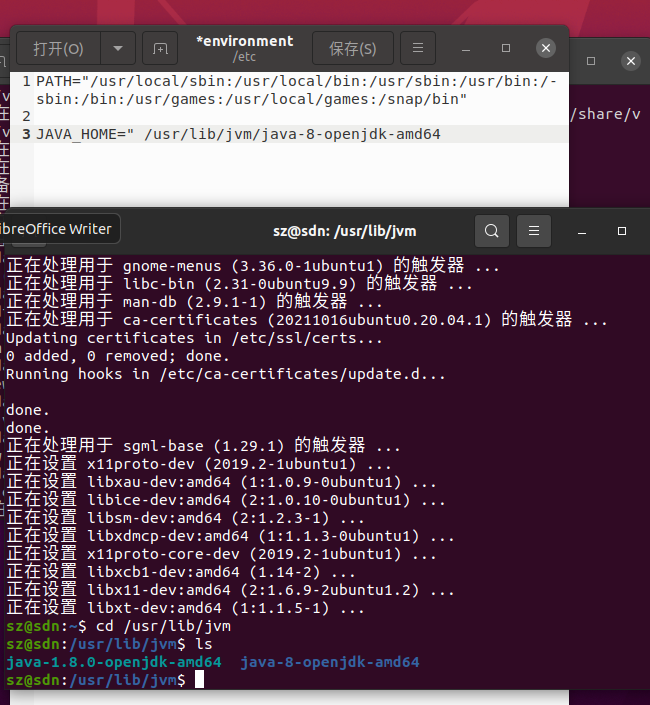 打开(O)
*environment
/etc
保存(S)
1 PATH="/usr/local/sbin:/usr/local/bin:/usr/sbin:/usr/bin:/-
sbin:/bin:/usr/games:/usr/local/games:/snap/bin"
2
3 JAVA_HOME=" /usr/lib/jvm/java-8-openjdk-amd64
/share/v
ibreOffice Writer
sz@sdn: /usr/lib/jvm
正在处理用于 gnome-menus (3.36.0-1ubuntu1) 的触发器 ...
正在处理用于 libc-bin (2.31-0ubuntu9.9) 的触发器 ...
正在处理用于 man-db (2.9.1-1) 的触发器 ...
正在处理用于 ca-certificates (20211016ubuntu0.20.04.1) 的触发器 ...
Updating certificates in /etc/ssl/certs...
0 added, 0 removed; done.
Running hooks in /etc/ca-certificates/update.d...
done.
done.
正在处理用于 sgml-base (1.29.1) 的触发器 ...
正在设置 x11proto-dev (2019.2-1ubuntu1) ...
正在设置 libxau-dev:amd64 (1:1.0.9-0ubuntu1) ...
正在设置 libice-dev:amd64 (2:1.0.10-0ubuntu1) ...
正在设置 libsm-dev:amd64 (2:1.2.3-1) ...
正在设置 libxdmcp-dev:amd64 (1:1.1.3-0ubuntu1) ...
正在设置 x11proto-core-dev (2019.2-1ubuntu1) ...
正在设置 libxcb1-dev:amd64 (1.14-2) ...
正在设置 libx11-dev:amd64 (2:1.6.9-2ubuntu1.2) ...
正在设置 libxt-dev:amd64 (1:1.1.5-1) ...
sz@sdn:~$ cd /usr/lib/jvm
sz@sdn:/usr/lib/jvm$ ls
java-1.8.0-openjdk-amd64  java-8-openjdk-amd64
sz@sdn:/usr/lib/jvm$